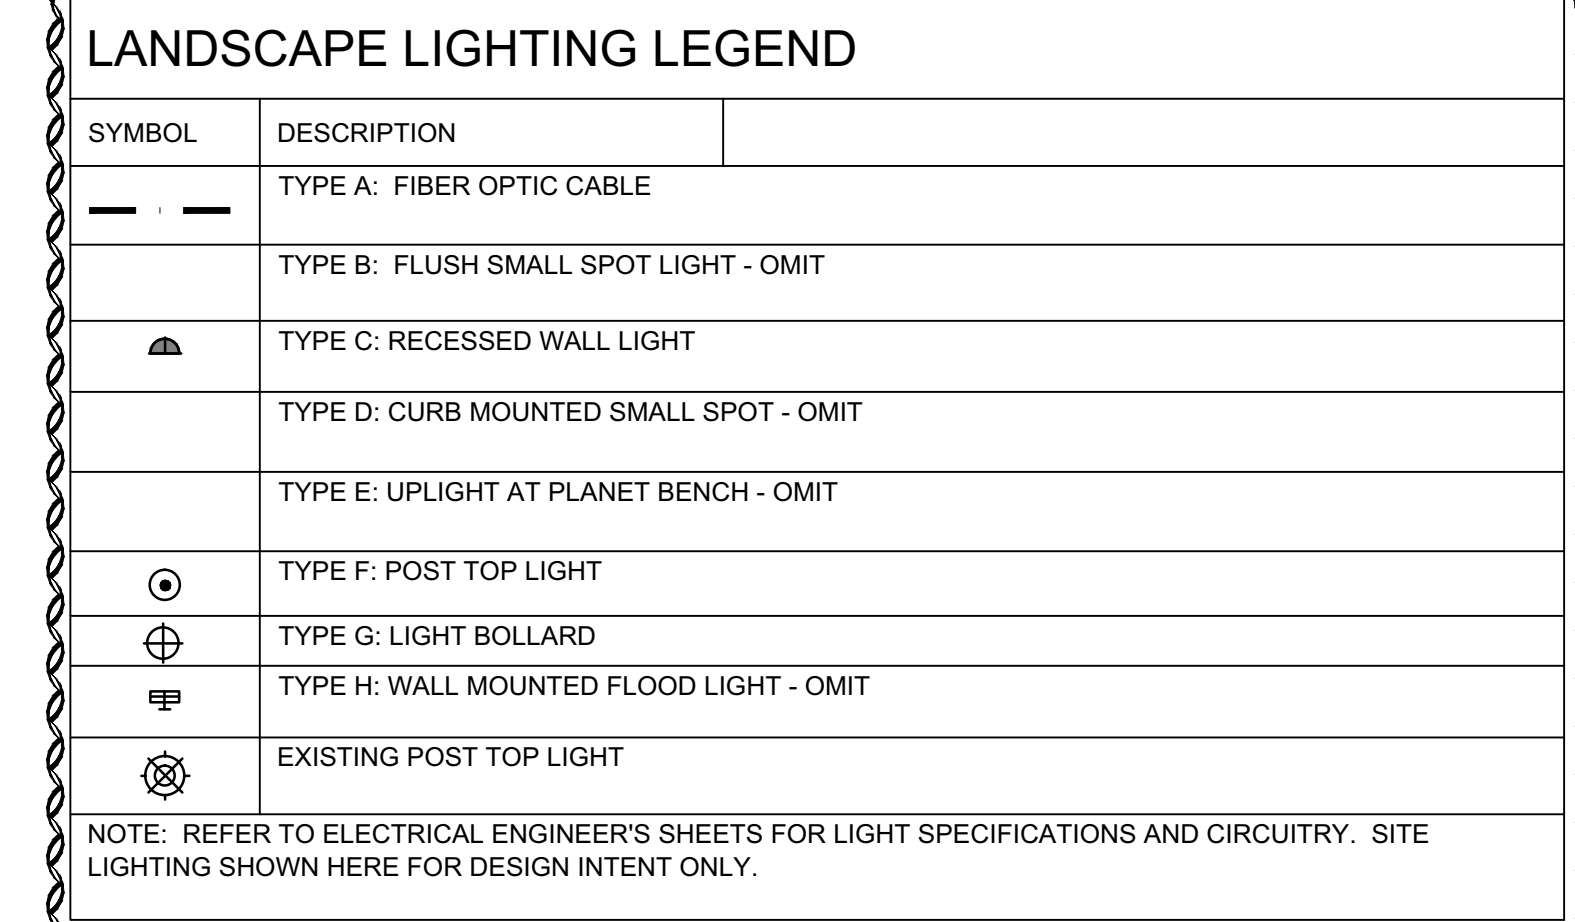 LANDSCAPE LIGHTING LEGEND
SYMBOL DESCRIPTION
TYPE A:  FIBER OPTIC CABLE
TYPE B:  FLUSH SMALL SPOT LIGHT - OMIT
TYPE C: RECESSED WALL LIGHT
TYPE D: CURB MOUNTED SMALL SPOT - OMIT
TYPE E: UPLIGHT AT PLANET BENCH - OMIT
TYPE F: POST TOP LIGHT
TYPE G: LIGHT BOLLARD
TYPE H: WALL MOUNTED FLOOD LIGHT - OMIT
EXISTING POST TOP LIGHT
NOTE:  REFER TO ELECTRICAL ENGINEER'S SHEETS FOR LIGHT SPECIFICATIONS AND CIRCUITRY.  SITE
LIGHTING SHOWN HERE FOR DESIGN INTENT ONLY.